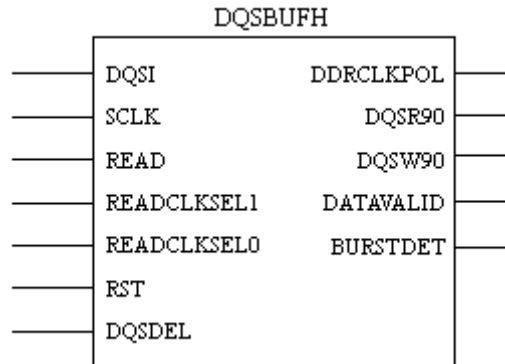 DQSBUFH
DQSI DDRCLKPOL
SCLK DQSR90
READ DQSW90
READCLKSEL1 DATAVALID
READCLKSEL0 BURSTDET
RST
DQSDEL